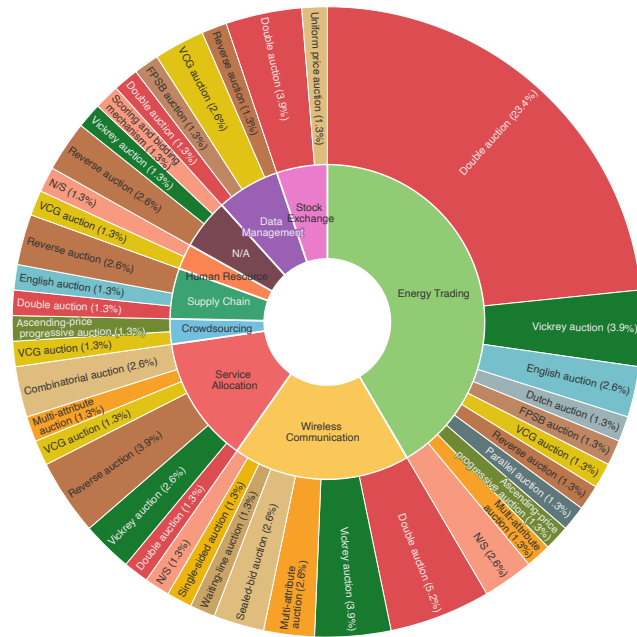 Energy Trading
Wireless
Communication
Service
Allocation
Crowdsourcing
Supply Chain
Human Resource
N/A
Data
Management
Stock
Exchange
Double auction (23.4%)
Vickrey auction (3.9%)
English auction (2.6%)
Dutch auction (1.3%)
FPSB auction (1.3%)
VCG auction (1.3%)
Reverse auction (1.3%)
Parallel auction (1.3%)
Ascending-price
progressive auction (1.3%)
Multi-attribute
auction (1.3%)
N/S (2.6%)
Double auction (5.2%)
Vickrey auction (3.9%)
Multi-attribute
auction (2.6%)
Sealed-bid auction (2.6%)
Waiting-line auction (1.3%)
Single-sided auction (1.3%)
N/S (1.3%)
Double auction (1.3%)
Vickrey auction (2.6%)
Reverse auction (3.9%)
VCG auction (1.3%)
Multi-attribute
auction (1.3%)
Combinatorial auction (2.6%)
VCG auction (1.3%)
Ascending-price
progressive auction (1.3%)
Double auction (1.3%)
English auction (1.3%)
Reverse auction (2.6%)
VCG auction (1.3%)
N/S (1.3%)
Reverse auction (2.6%)
Vickrey auction (1.3%)
Scoring and bidding
mechanism (1.3%)
Double auction (1.3%)
FPSB auction (1.3%)
VCG auction (2.6%)
Reverse auction (1.3%)
Double auction (3.9%)
Uniform price auction (1.3%)